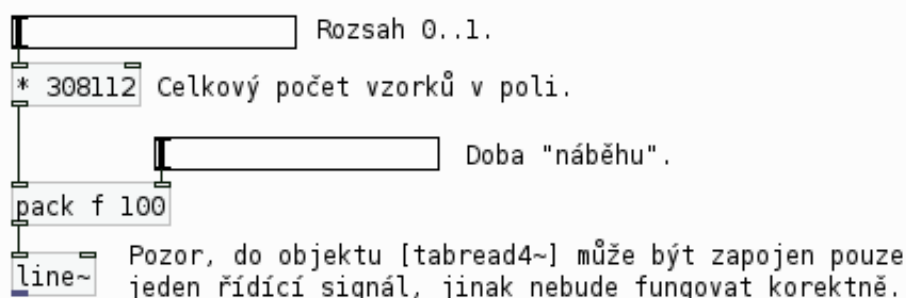 Rozsah 0..1.
* 308112 Celkový počet vzorků v poli.
Doba "náběhu".
pack f 100
Pozor, do objektu [tabread4~] může být zapojen pouze
line~ jeden řídící signál, jinak nebude fungovat korektně.